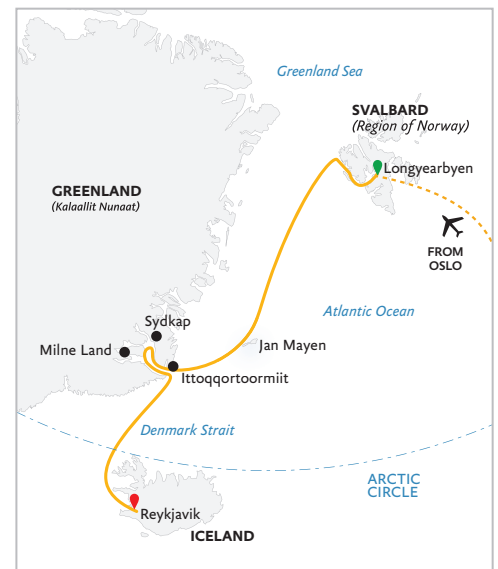 Greenland Sea
SVALBARD
(Region of Norway)
Longyearbyen
GREENLAND
(Kalaallit Nunaat)
FROM
OSLO
Atlantic Ocean
Sydkap
Jan Mayen
Milne Land
Ittoqqortoormiit
Denmark Strait
ARCTIC
CIRCLE
Reykjavik
ICELAND